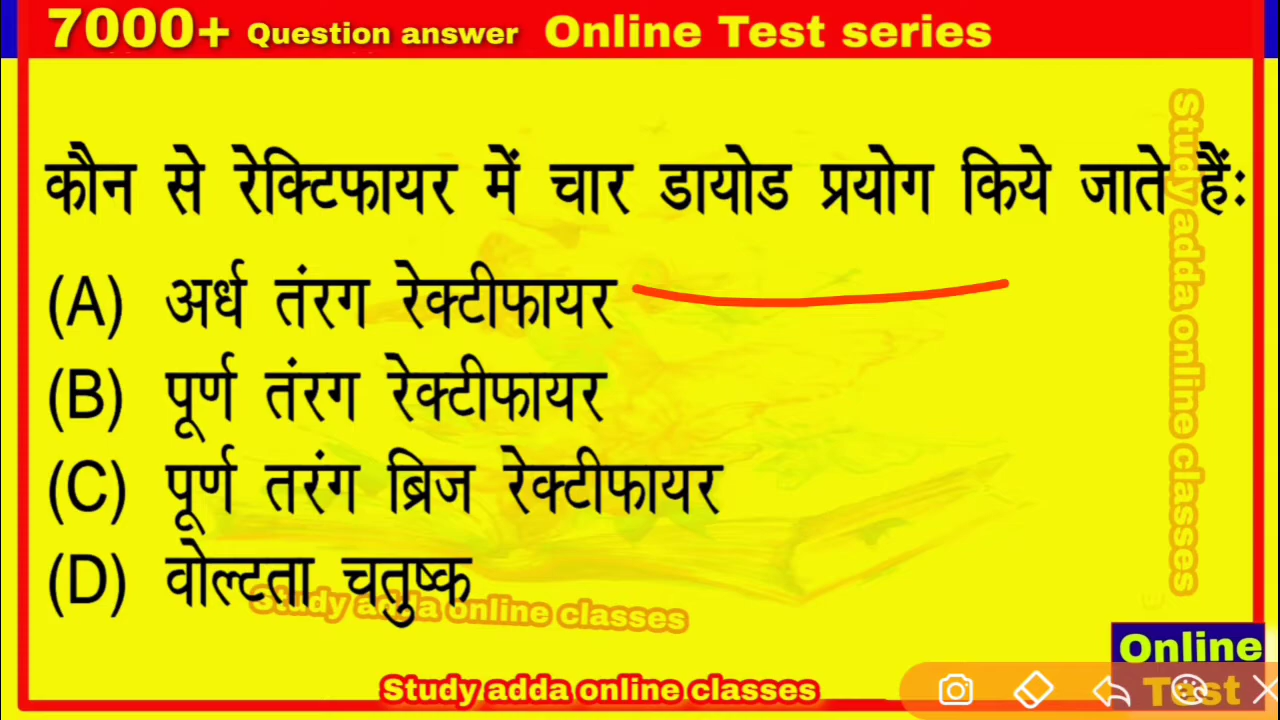 7000+ Question answer Online Test series
कौन से रेक्टिफायर में चार डायोड प्रयोग किये जाते हैंः
(A) अर्ध तंरग रेक्टीफायर
(B) पूर्ण तंरग रेक्टीफायर
(C) पूर्ण तरंग ब्रिज रेक्टीफायर
(D) वोल्टता चतुष्क
Study adda online classes
Study adda online classes
Study adda online classes
Online
Test